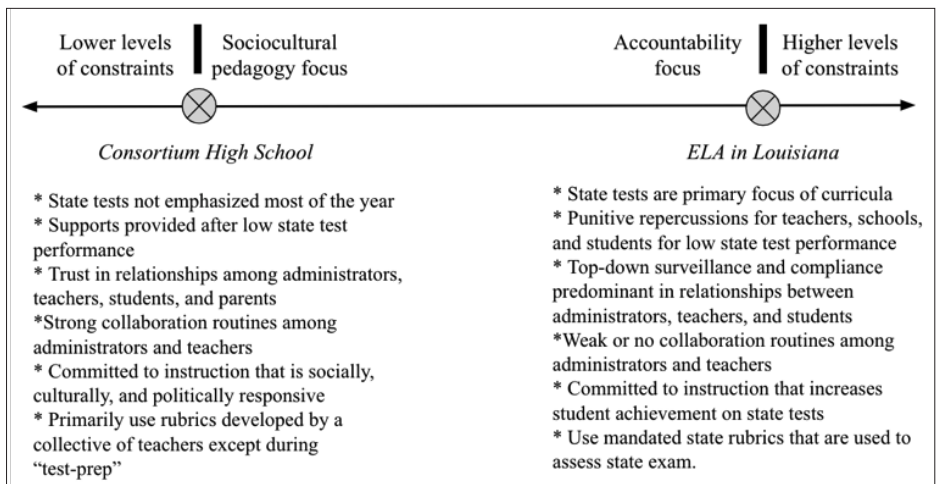 Lower levels
of constraints
Sociocultural
pedagogy focus
Accountability
focus
Higher levels
of constraints
Consortium High School
* State tests not emphasized most of the year
* Supports provided after low state test
performance
* Trust in relationships among administrators,
teachers, students, and parents
*Strong collaboration routines among
administrators and teachers
* Committed to instruction that is socially,
culturally, and politically responsive
* Primarily use rubrics developed by a
collective of teachers except during
“test-prep”
ELA in Louisiana
* State tests are primary focus of curricula
* Punitive repercussions for teachers, schools,
and students for low state test performance
* Top-down surveillance and compliance
predominant in relationships between
administrators, teachers, and students
*Weak or no collaboration routines among
administrators and teachers
* Committed to instruction that increases
student achievement on state tests
* Use mandated state rubrics that are used to
assess state exam.